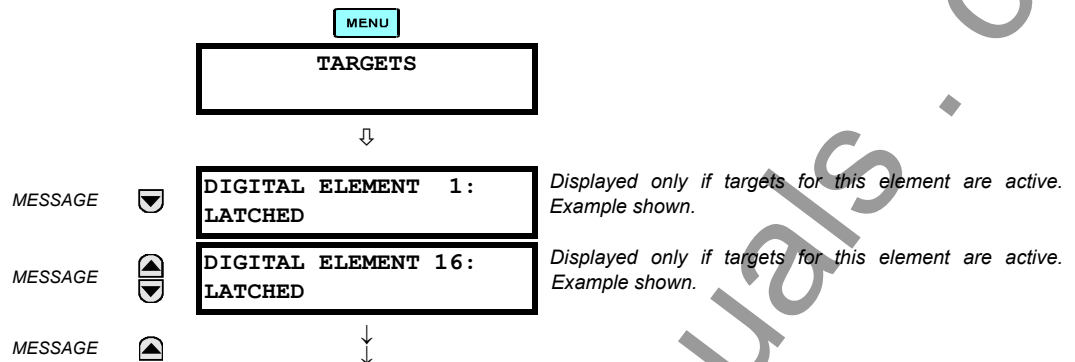 MENU
TARGETS
MESSAGE
DIGITAL ELEMENT 1:
LATCHED
Displayed only if targets for this element are active.
Example shown.
MESSAGE
DIGITAL ELEMENT 16:
LATCHED
Displayed only if targets for this element are active.
Example shown.
MESSAGE